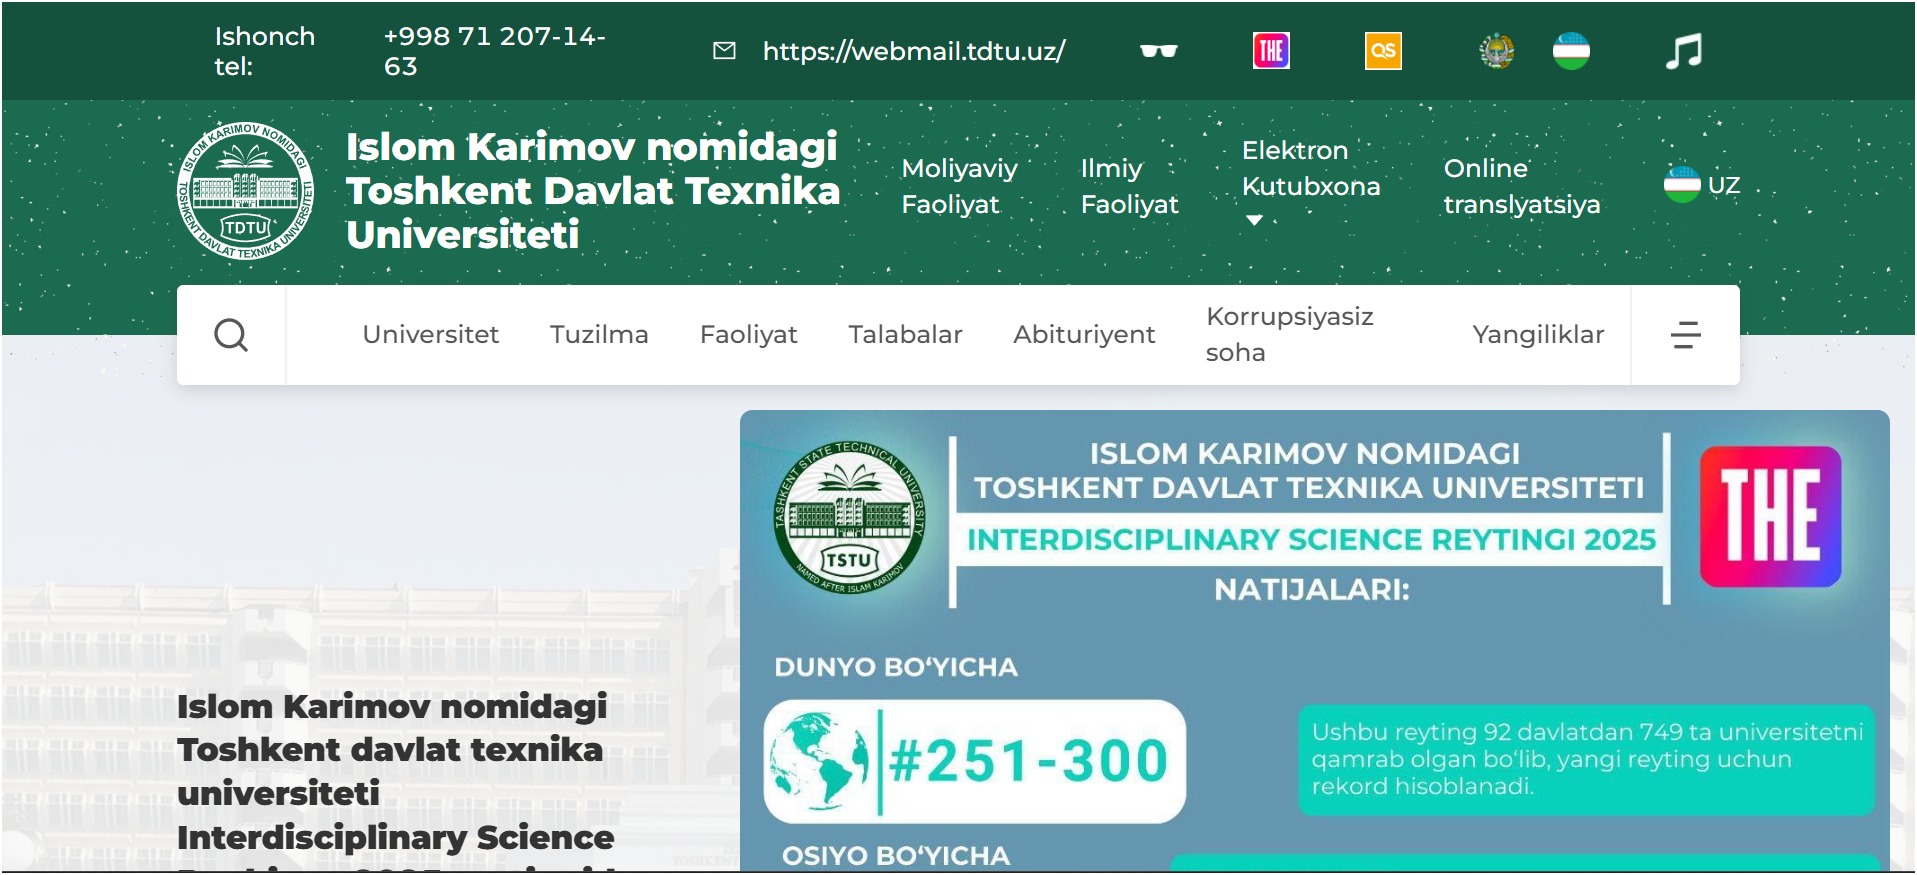 Ishonch
tel:
+998 71 207-14-
63
https://webmail.tdtu.uz/
THE
QS
ISLOM KARIMOV NOMIDAGI
TOSHKENT DAVLAT TEXNIKA UNIVERSITETI
TDTU
Islom Karimov nomidagi
Toshkent Davlat Texnika
Universiteti
Moliyaviy
Faoliyat
Ilmiy
Faoliyat
Elektron
Kutubxona
Online
translyatsiya
UZ
Universitet
Tuzilma
Faoliyat
Talabalar
Abituriyent
Korrupsiyasiz
soha
Yangiliklar
Islom Karimov nomidagi
Toshkent davlat texnika
universiteti
Interdisciplinary Science
TASHKENT STATE TECHNICAL UNIVERSITY
TSTU
NAMED AFTER ISLAM KARIMOV
ISLOM KARIMOV NOMIDAGI
TOSHKENT DAVLAT TEXNIKA UNIVERSITETI
INTERDISCIPLINARY SCIENCE REYTINGI 2025
NATIJALARI:
THE
DUNYO BO‘YICHA
#251-300
Ushbu reyting 92 davlatdan 749 ta universitetni
qamrab olgan bo‘lib, yangi reyting uchun
rekord hisoblanadi.
OSIYO BO‘YICHA